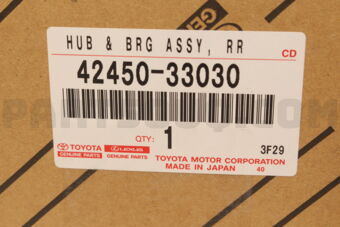 HUB & BRG ASSY, RR
CD
42450-33030
QTY: 1
3F29
TOYOTA
GENUINE PARTS
LEXUS
GENUINE PARTS
TOYOTA MOTOR CORPORATION
MADE IN JAPAN 40